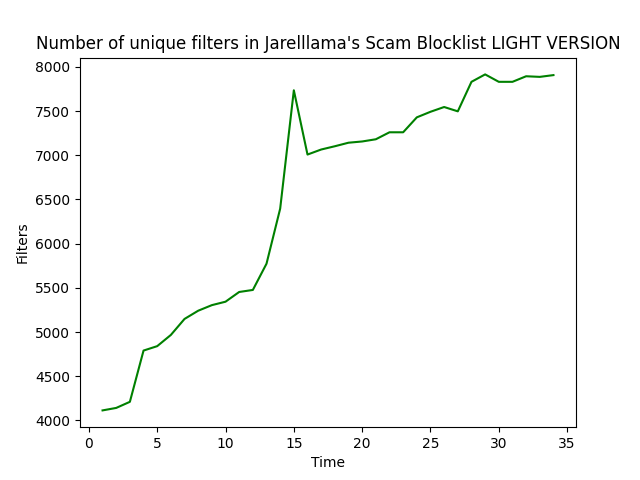 Number of unique filters in Jarelllama's Scam Blocklist LIGHT VERSION
8000
7500
7000
6500
6000
5500
5000
4500
4000
Filters
0 5 10 15 20 25 30 35
Time